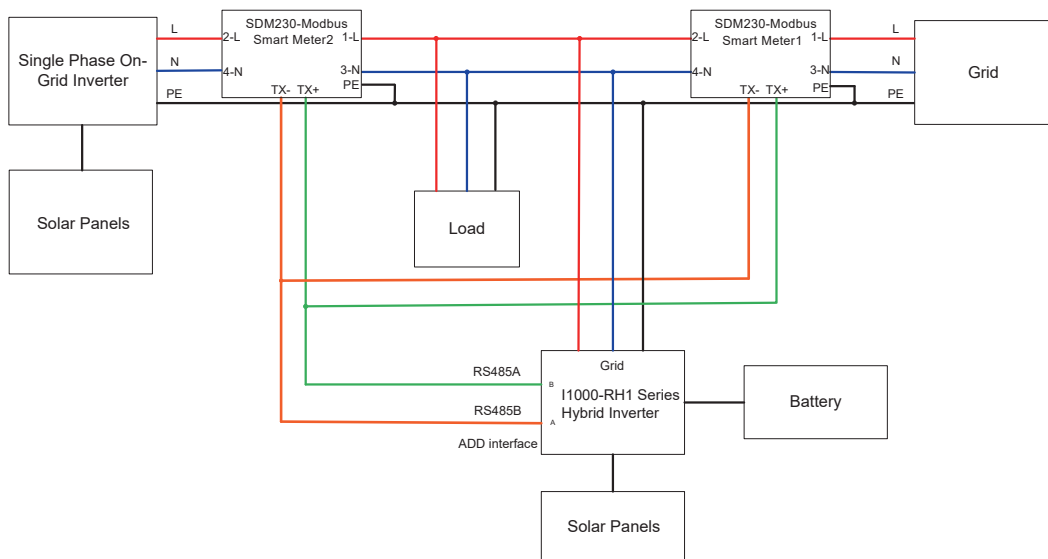 L
N
PE
Single Phase On-
Grid Inverter
SDM230-Modbus
Smart Meter2
2-L
1-L
4-N
3-N
PE
TX- TX+
SDM230-Modbus
Smart Meter1
2-L
1-L
4-N
3-N
PE
TX- TX+
L
N
PE
Grid
Solar Panels
Load
Grid
I1000-RH1 Series
Hybrid Inverter
RS485A
B
RS485B
A
ADD interface
Battery
Solar Panels